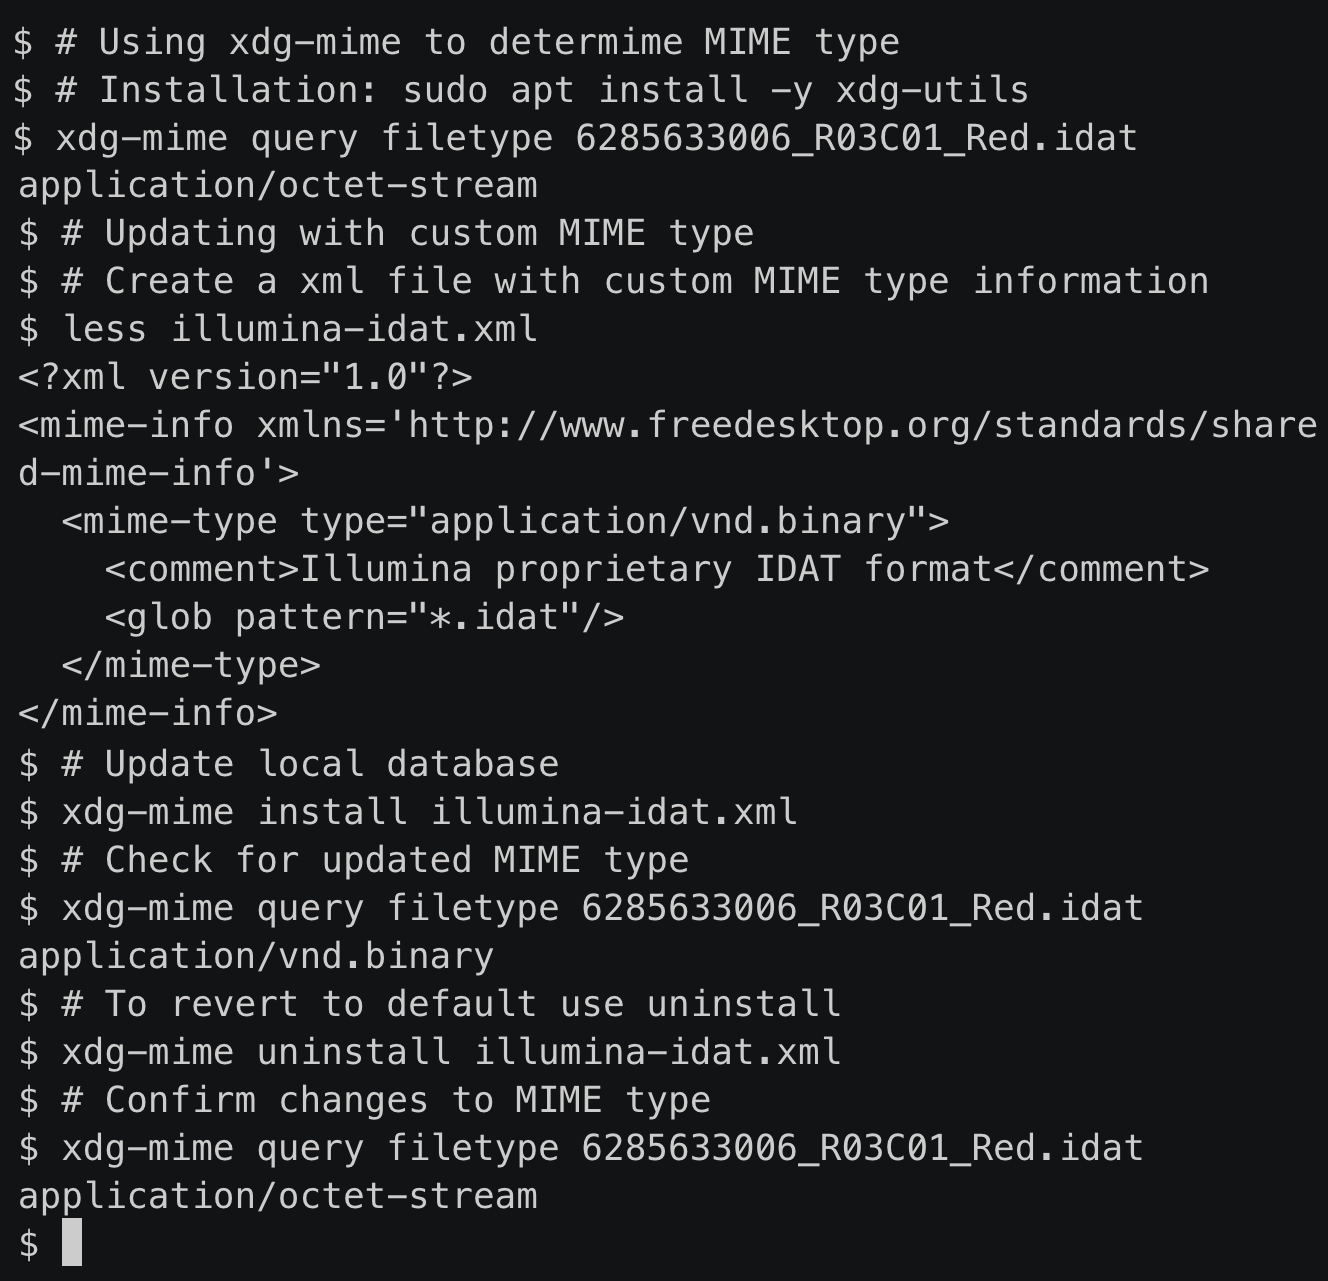 $ # Using xdg-mime to determime MIME type
$ # Installation: sudo apt install -y xdg-utils
$ xdg-mime query filetype 6285633006_R03C01_Red.idat
application/octet-stream
$ # Updating with custom MIME type
$ # Create a xml file with custom MIME type information
$ less illumina-idat.xml
<?xml version="1.0"?>
<mime-info xmlns='http://www.freedesktop.org/standards/share
d-mime-info'>
  <mime-type type="application/vnd.binary">
    <comment>Illumina proprietary IDAT format</comment>
    <glob pattern="*.idat"/>
  </mime-type>
</mime-info>
$ # Update local database
$ xdg-mime install illumina-idat.xml
$ # Check for updated MIME type
$ xdg-mime query filetype 6285633006_R03C01_Red.idat
application/vnd.binary
$ # To revert to default use uninstall
$ xdg-mime uninstall illumina-idat.xml
$ # Confirm changes to MIME type
$ xdg-mime query filetype 6285633006_R03C01_Red.idat
application/octet-stream
$